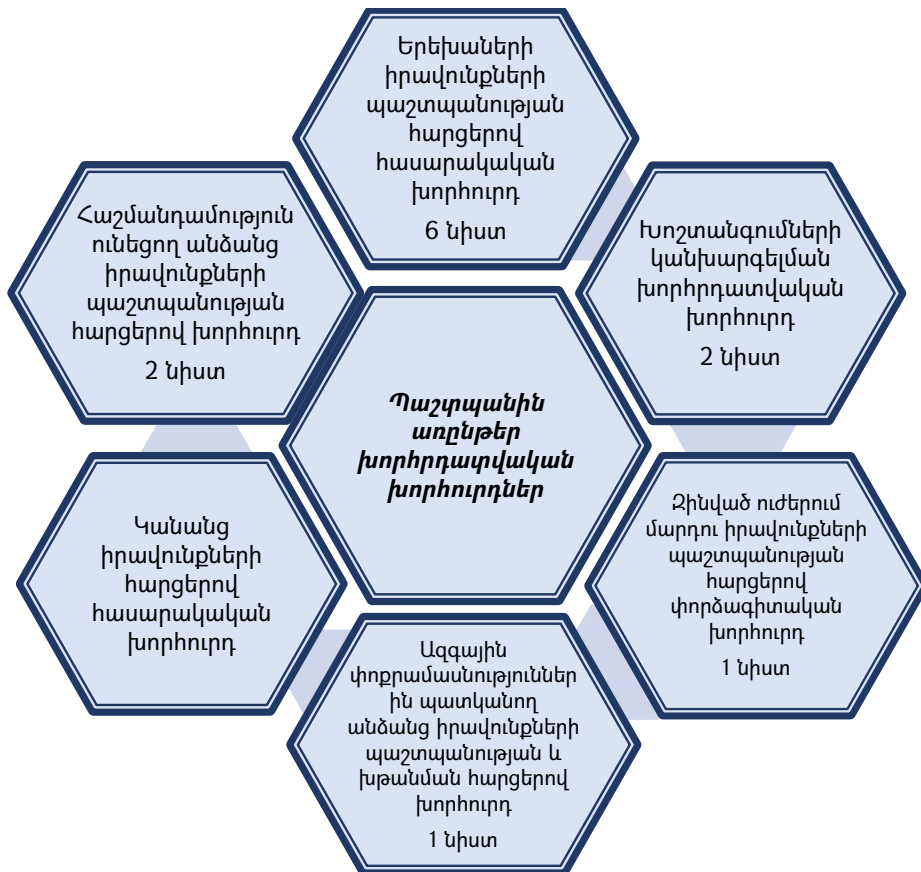 Երեխաների
իրավունքների
պաշտպանության
հարցերով
հասարակական
խորհուրդ
6 նիստ
Հաշմանդամություն
ունեցող անձանց
իրավունքների
պաշտպանության
հարցերով խորհուրդ
2 նիստ
Խոշտանգումների
կանխարգելման
խորհրդատվական
խորհուրդ
2 նիստ
Պաշտպանին
առընթեր
խորհրդատվական
խորհուրդներ
Կանանց
իրավունքների
հարցերով
հասարակական
խորհուրդ
Զինված ուժերում
մարդու իրավունքների
պաշտպանության
հարցերով
փորձագիտական
խորհուրդ
1 նիստ
Ազգային
փոքրամասնություններ
ին պատկանող
անձանց իրավունքների
պաշտպանության և
խթանման հարցերով
խորհուրդ
1 նիստ